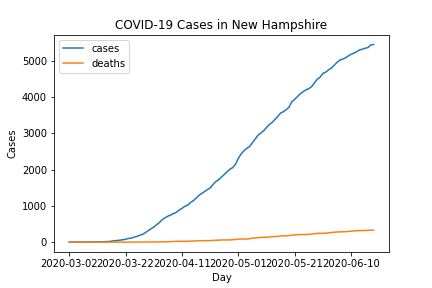 COVID-19 Cases in New Hampshire
cases
deaths
5000
4000
3000
2000
1000
0
Cases
2020-03-02 2020-03-22 2020-04-11 2020-05-01 2020-05-21 2020-06-10
Day